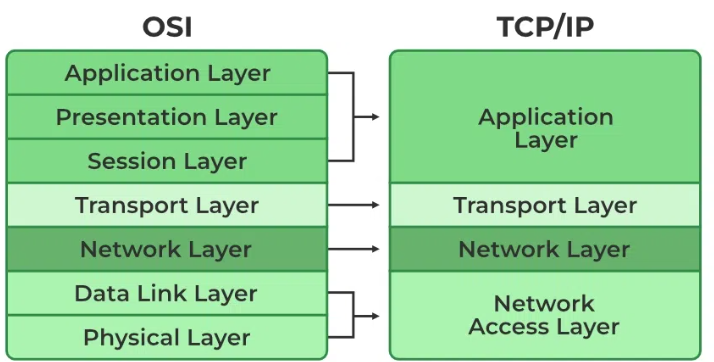 OSI
TCP/IP
Application Layer
Presentation Layer
Session Layer
Transport Layer
Network Layer
Data Link Layer
Physical Layer
Application
Layer
Transport Layer
Network Layer
Network
Access Layer